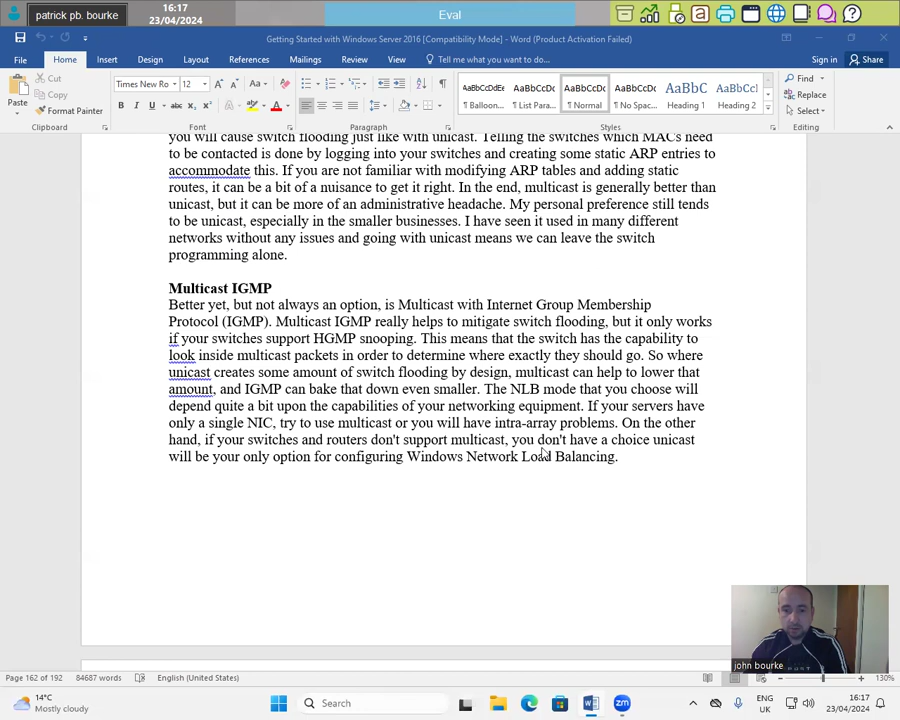 patrick pb. bourke
16:17
23/04/2024
Eval
Getting Started with Windows Server 2016 [Compatibility Mode] - Word (Product Activation Failed)
File Home Insert Design Layout References Mailings Review View Tell me what you want to do... Sign in Share
Paste
Cut
Copy
Format Painter
Times New Ro 12
AaBbCcDdEe AaBbCcDc AaBbCcDc AaBbCcDc AaBbC AaBbCcl
¶ Balloon... ¶ List Para... ¶ Normal ¶ No Spac... Heading 1 Heading 2
Find
Replace
Select
Clipboard Font Paragraph Styles Editing
you will cause switch flooding just like with unicast. Telling the switches which MACs need
to be contacted is done by logging into your switches and creating some static ARP entries to
accommodate this. If you are not familiar with modifying ARP tables and adding static
routes, it can be a bit of a nuisance to get it right. In the end, multicast is generally better than
unicast, but it can be more of an administrative headache. My personal preference still tends
to be unicast, especially in the smaller businesses. I have seen it used in many different
networks without any issues and going with unicast means we can leave the switch
programming alone.
Multicast IGMP
Better yet, but not always an option, is Multicast with Internet Group Membership
Protocol (IGMP). Multicast IGMP really helps to mitigate switch flooding, but it only works
if your switches support HGMP snooping. This means that the switch has the capability to
look inside multicast packets in order to determine where exactly they should go. So where
unicast creates some amount of switch flooding by design, multicast can help to lower that
amount, and IGMP can bake that down even smaller. The NLB mode that you choose will
depend quite a bit upon the capabilities of your networking equipment. If your servers have
only a single NIC, try to use multicast or you will have intra-array problems. On the other
hand, if your switches and routers don't support multicast, you don't have a choice unicast
will be your only option for configuring Windows Network Load Balancing.
john bourke
Page 162 of 192 84687 words English (United States) 130%
14°C
Mostly cloudy
Search
ENG
UK
16:17
23/04/2024